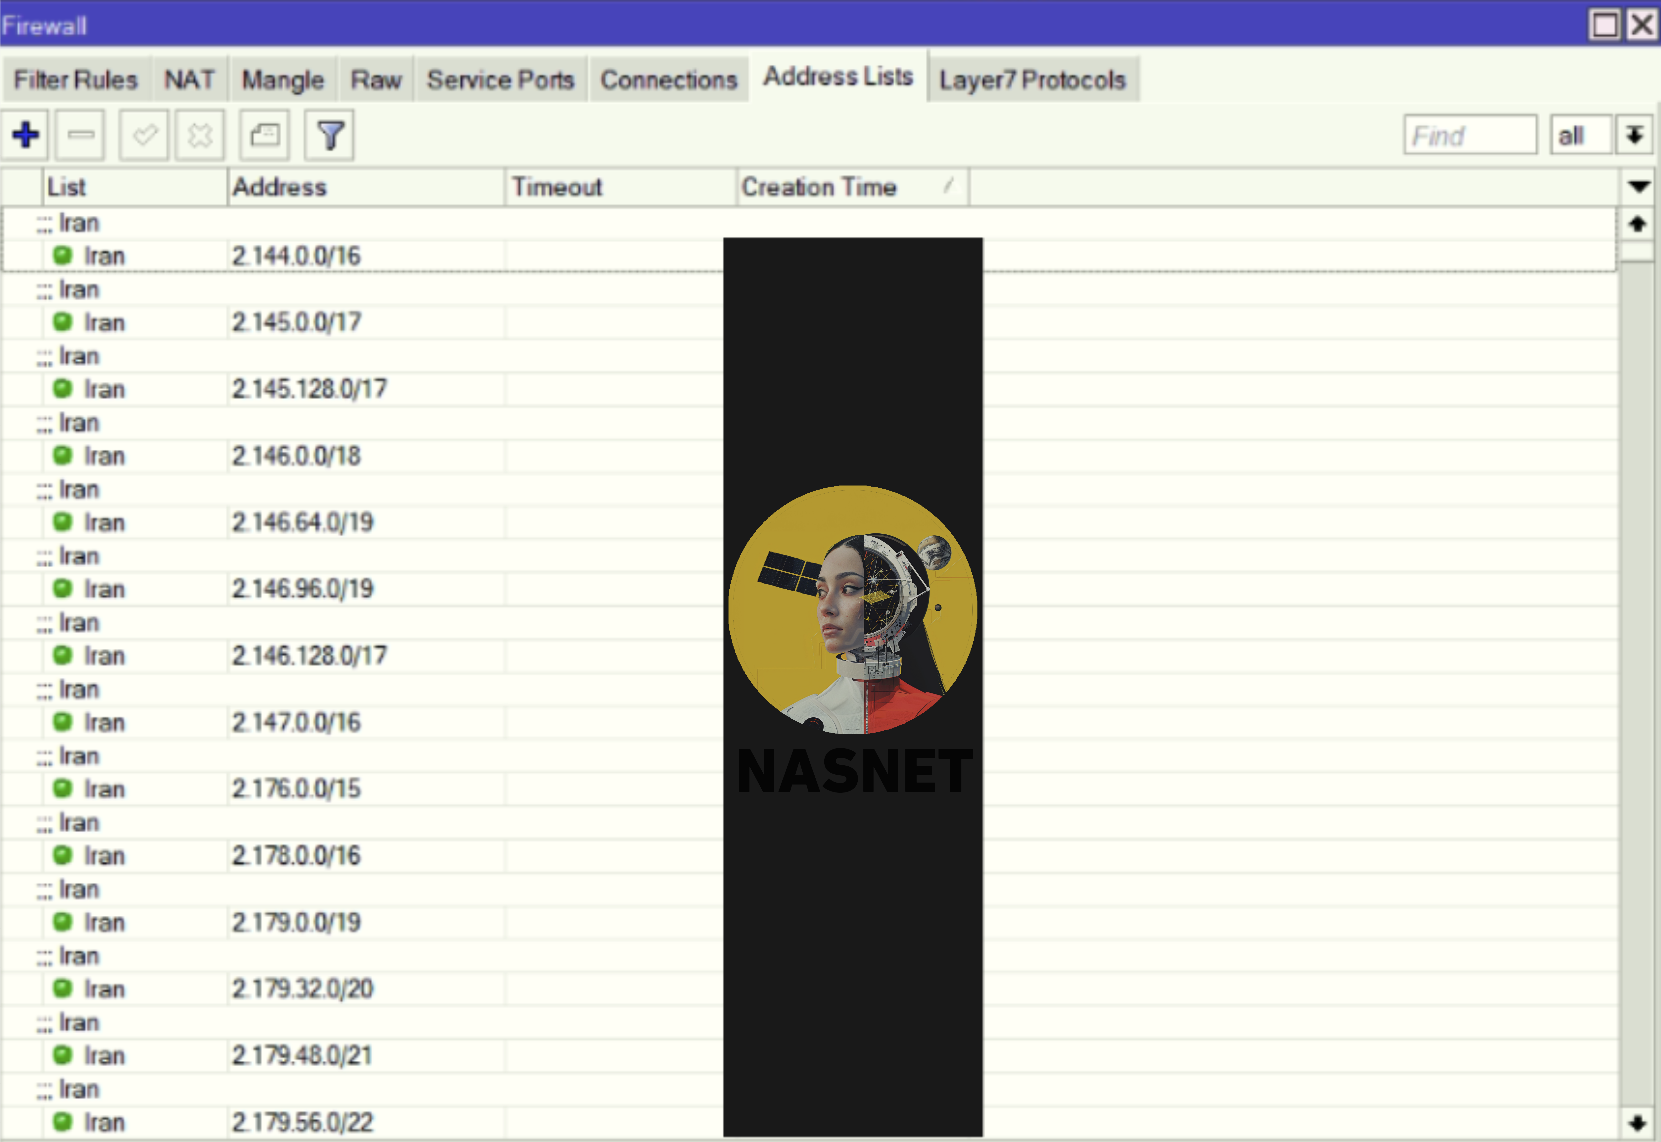 Firewall
Filter Rules NAT Mangle Raw Service Ports Connections Address Lists Layer7 Protocols
Find all
List Address Timeout Creation Time
;;; Iran
Iran 2.144.0.0/16
;;; Iran
Iran 2.145.0.0/17
;;; Iran
Iran 2.145.128.0/17
;;; Iran
Iran 2.146.0.0/18
;;; Iran
Iran 2.146.64.0/19
;;; Iran
Iran 2.146.96.0/19
;;; Iran
Iran 2.146.128.0/17
;;; Iran
Iran 2.147.0.0/16
;;; Iran
Iran 2.176.0.0/15
;;; Iran
Iran 2.178.0.0/16
;;; Iran
Iran 2.179.0.0/19
;;; Iran
Iran 2.179.32.0/20
;;; Iran
Iran 2.179.48.0/21
;;; Iran
Iran 2.179.56.0/22
NASNET